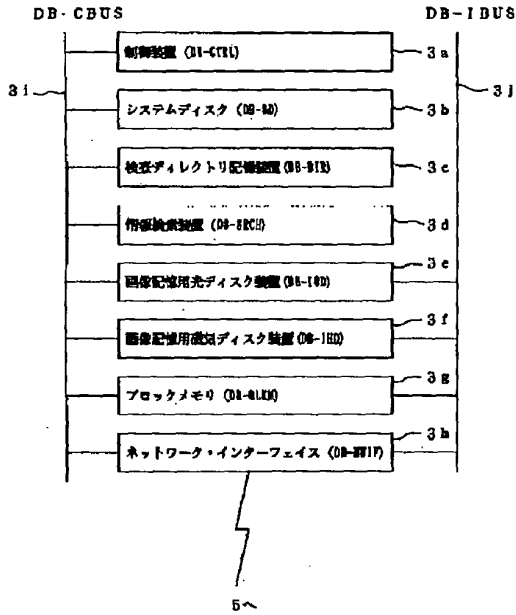 DB-CBUS
DB-IBUS
制御装置 (DB-CTRL)
3a
3i
3j
システムディスク (DB-SD)
3b
検査ディレクトリ記憶装置(DB-DIR)
3c
情報検索装置 (DB-SRCH)
3d
画像記憶用光ディスク装置(DB-IOD)
3e
画像記憶用磁気ディスク装置(DB-IHD)
3f
ブロックメモリ (DB-BLKM)
3g
ネットワーク・インターフェイス (DB-NWIF)
3h
5へ